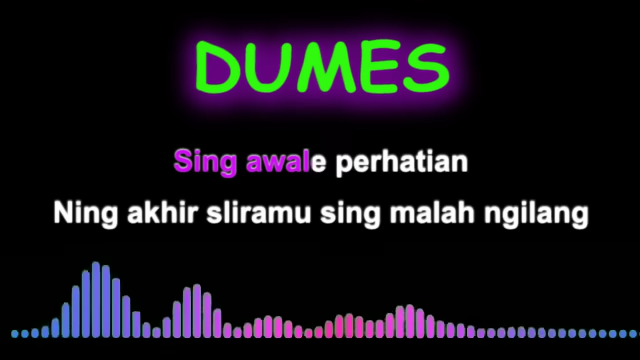 DUMES
Sing awale perhatian
Ning akhir sliramu sing malah ngilang